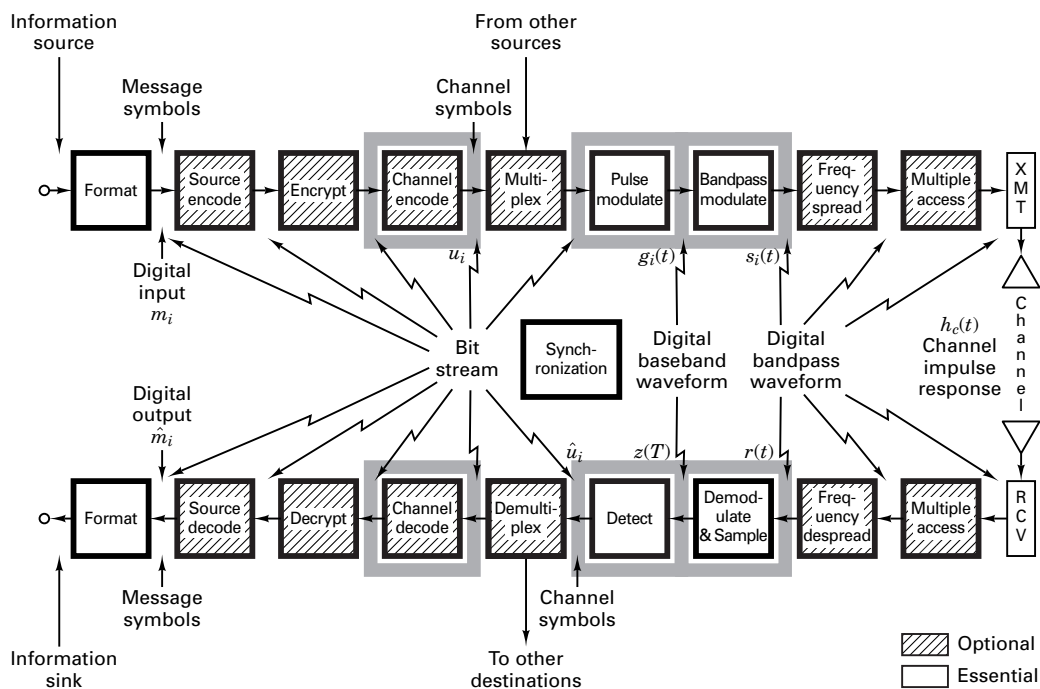 Information
source
From other
sources
Message
symbols
Channel
symbols
Format
Source
encode
Encrypt
Channel
encode
Multi-
plex
Pulse
modulate
Bandpass
modulate
Freq-
uency
spread
Multiple
access
X
M
T
Digital
input
m_i
u_i
g_i(t)
s_i(t)
Bit
stream
Synch-
ronization
Digital
baseband
waveform
Digital
bandpass
waveform
h_c(t)
Channel
impulse
response
C
h
a
n
n
e
l
Digital
output
m̂_i
û_i
z(T)
r(t)
Format
Source
decode
Decrypt
Channel
decode
Demulti-
plex
Detect
Demod-
ulate
& Sample
Freq-
uency
despread
Multiple
access
R
C
V
Message
symbols
Channel
symbols
Information
sink
To other
destinations
Optional
Essential